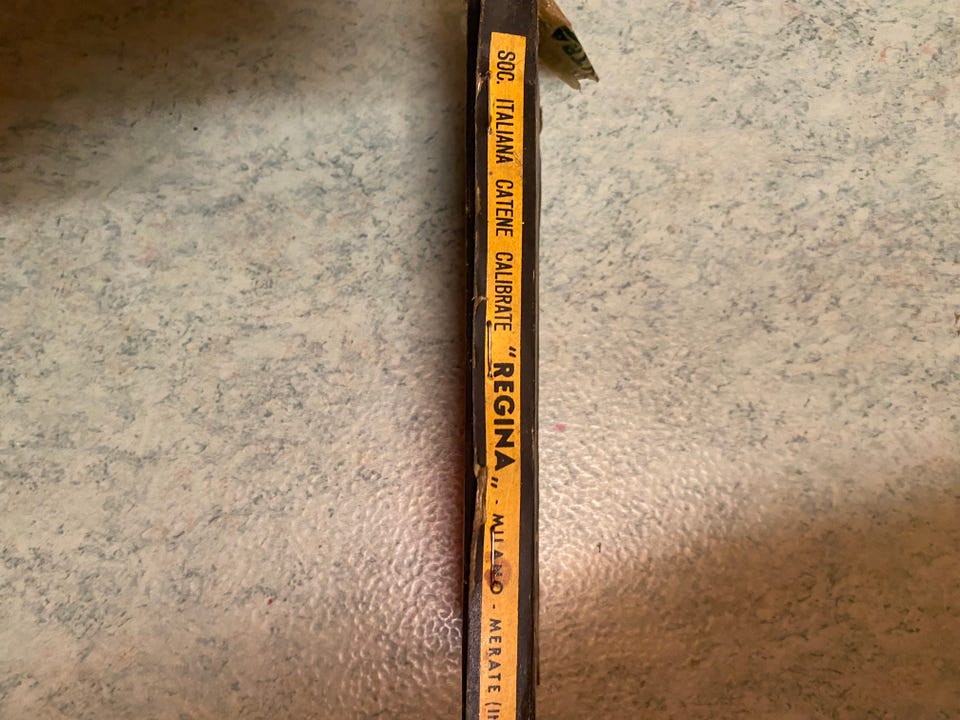 SOC. ITALIANA CATENE CALIBRATE "REGINA" - MILANO - MERATE